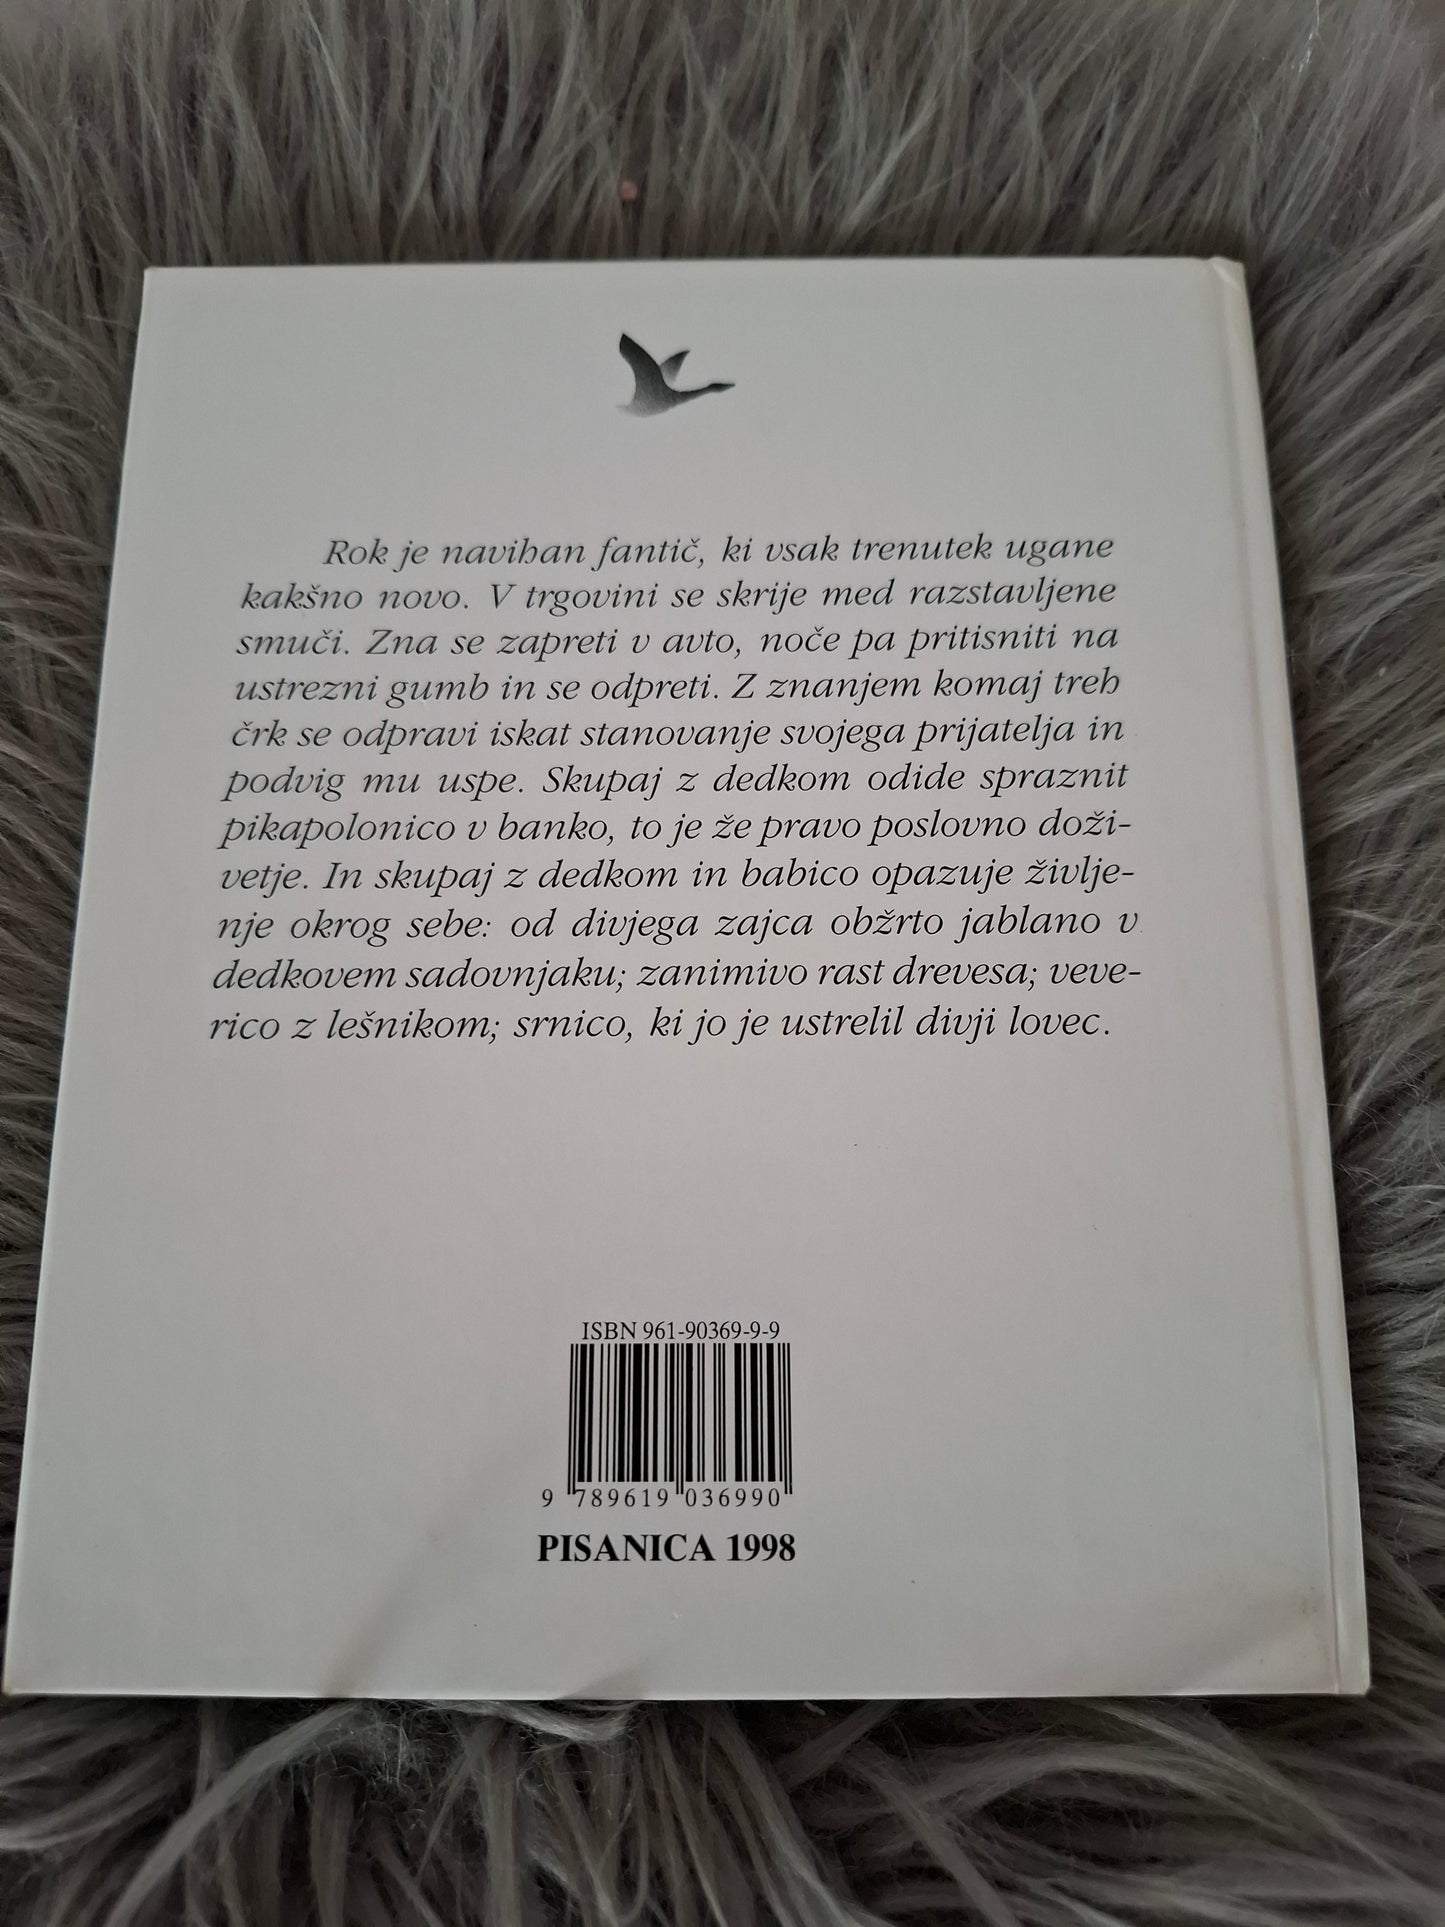 Rok je navihan fantič, ki vsak trenutek ugane
kakšno novo. V trgovini se skrije med razstavljene
smuči. Zna se zapreti v avto, noče pa pritisniti na
ustrezni gumb in se odpreti. Z znanjem komaj treh
črk se odpravi iskat stanovanje svojega prijatelja in
podvig mu uspe. Skupaj z dedkom odide spraznit
pikapolonico v banko, to je že pravo poslovno doži-
vetje. In skupaj z dedkom in babico opazuje življe-
nje okrog sebe: od divjega zajca obžrto jablano v
dedkovem sadovnjaku; zanimivo rast drevesa; veve-
rico z lešnikom; srnico, ki jo je ustrelil divji lovec.
ISBN 961-90369-9-9
9 789619 036990
PISANICA 1998